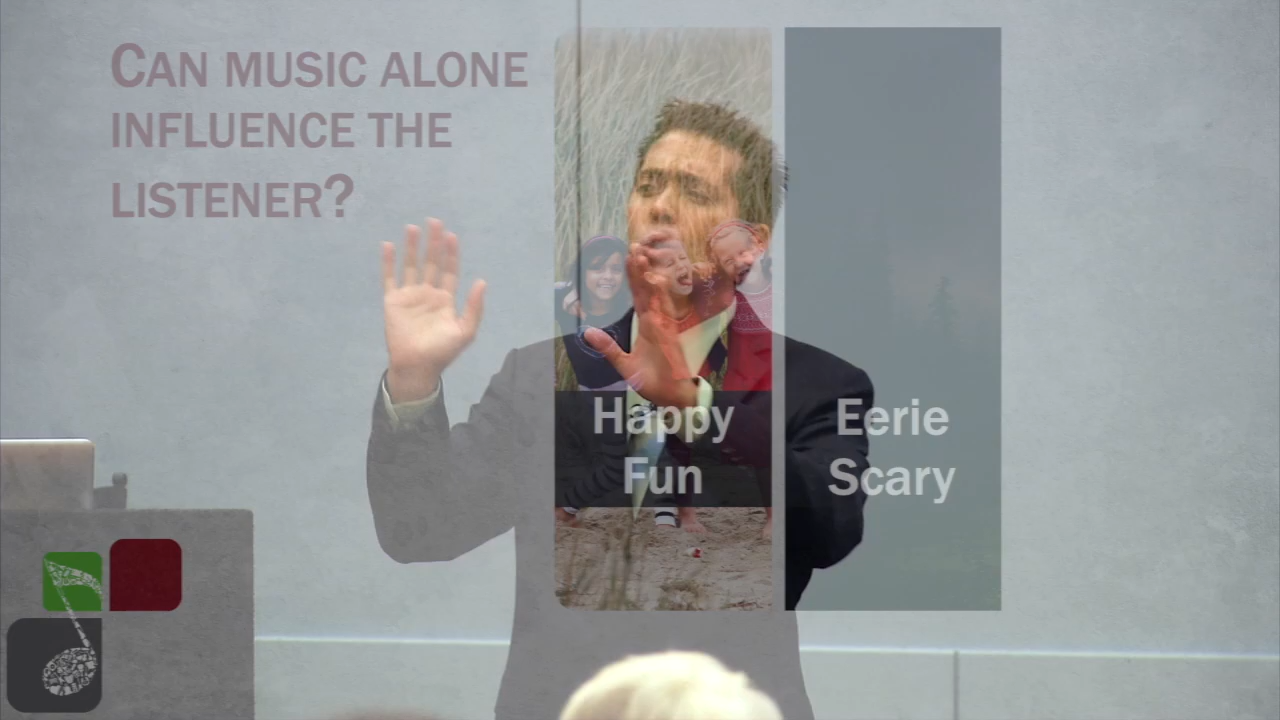 CAN MUSIC ALONE
INFLUENCE THE
LISTENER?
Happy
Fun
Eerie
Scary